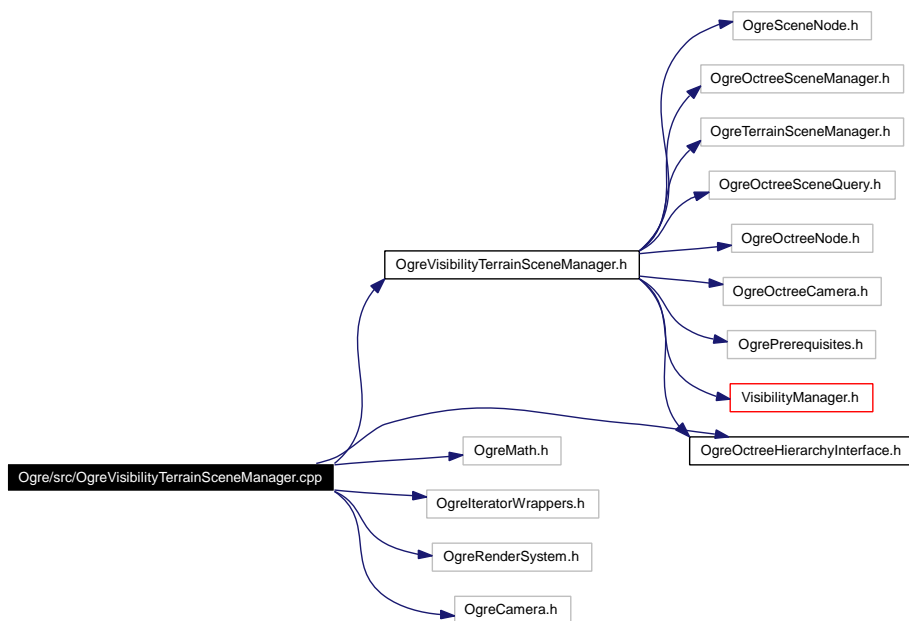 OgreSceneNode.h
OgreOctreeSceneManager.h
OgreTerrainSceneManager.h
OgreOctreeSceneQuery.h
OgreOctreeNode.h
OgreVisibilityTerrainSceneManager.h
OgreOctreeCamera.h
OgrePrerequisites.h
VisibilityManager.h
OgreOctreeHierarchyInterface.h
OgreMath.h
Ogre/src/OgreVisibilityTerrainSceneManager.cpp
OgreIteratorWrappers.h
OgreRenderSystem.h
OgreCamera.h